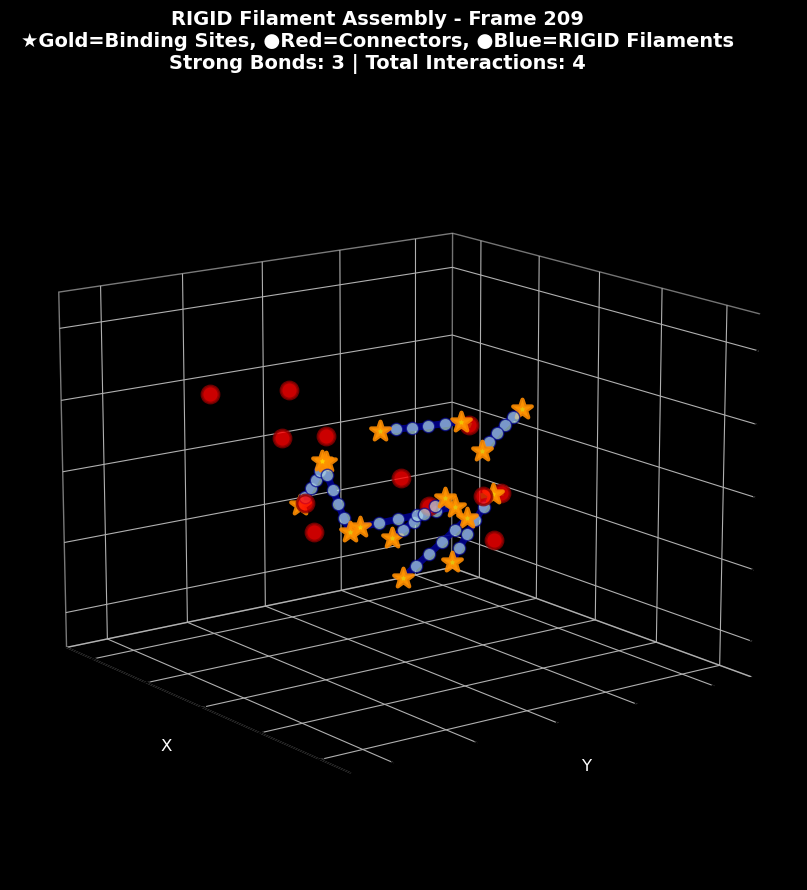 RIGID Filament Assembly - Frame 209
★Gold=Binding Sites, ●Red=Connectors, ●Blue=RIGID Filaments
Strong Bonds: 3 | Total Interactions: 4
X
Y